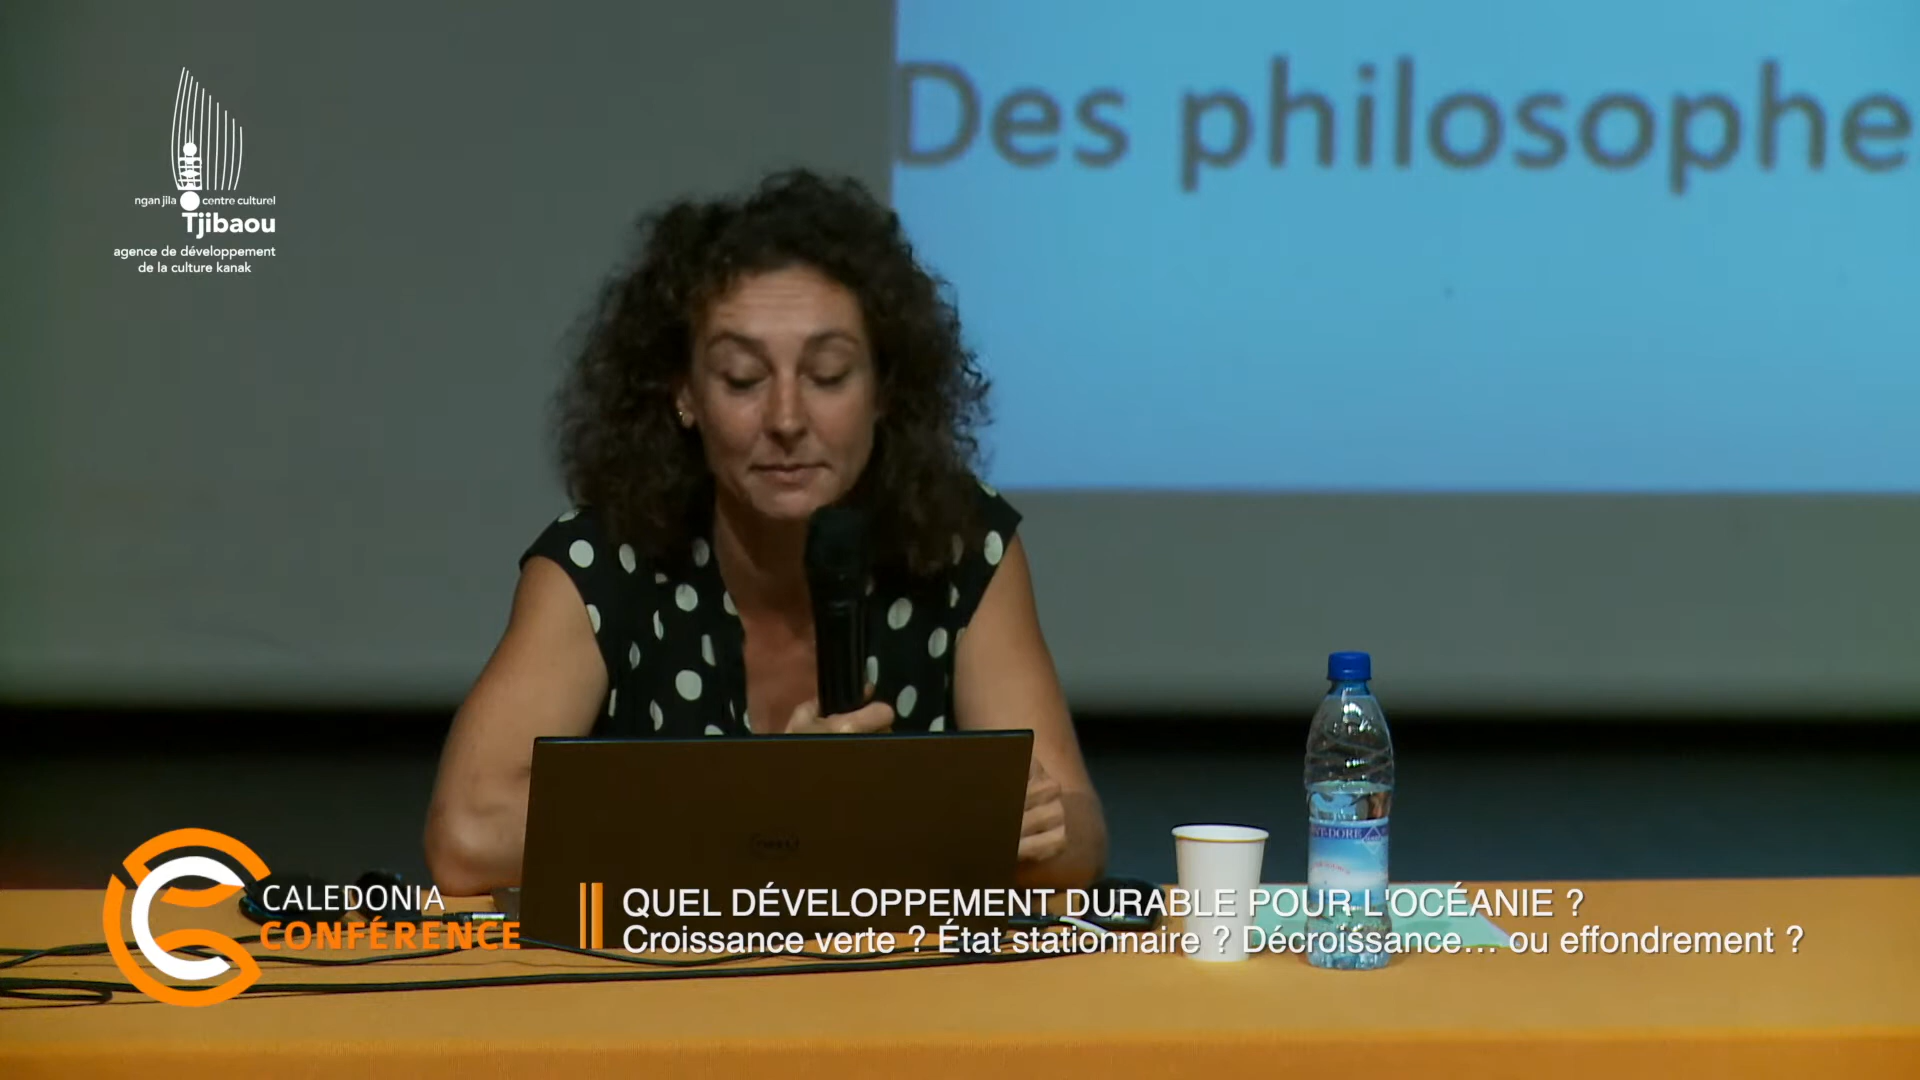 Des philosophe
ngan jila centre culturel
Tjibaou
agence de développement
de la culture kanak
DELL
CALEDONIA
CONFÉRENCE
QUEL DÉVELOPPEMENT DURABLE POUR L'OCÉANIE ?
Croissance verte ? État stationnaire ? Décroissance... ou effondrement ?